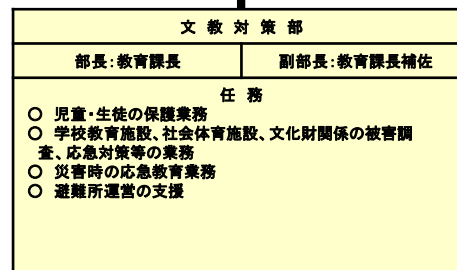 文 教 対 策 部
部長:教育課長 副部長:教育課長補佐
任 務
○ 児童・生徒の保護業務
○ 学校教育施設、社会体育施設、文化財関係の被害調
査、応急対策等の業務
○ 災害時の応急教育業務
○ 避難所運営の支援